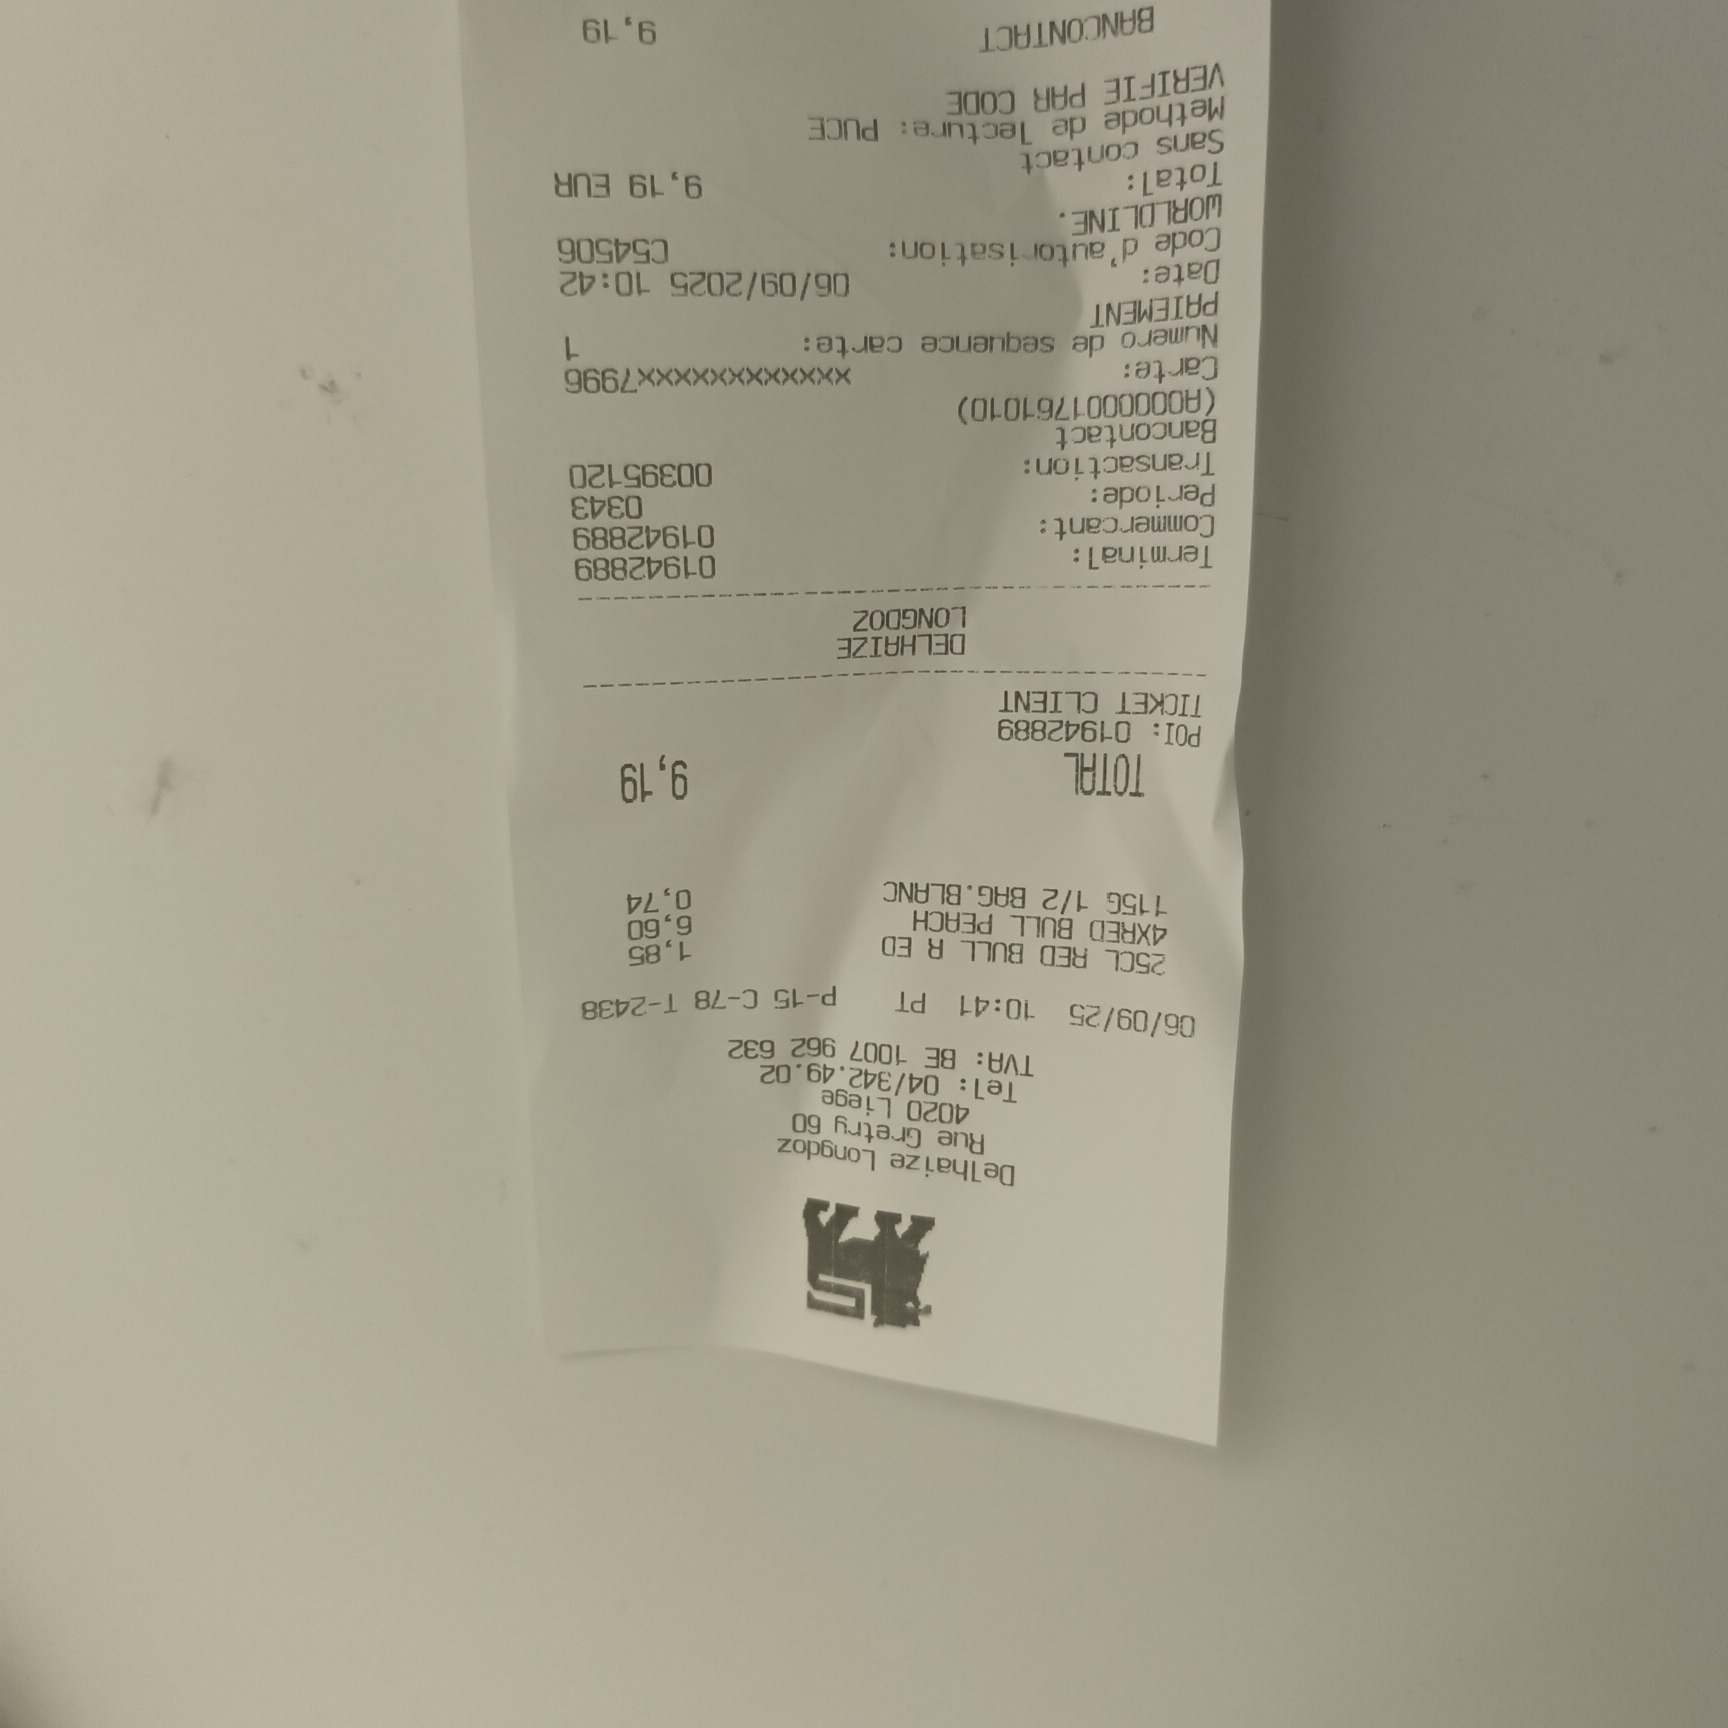 Delhaize Longdoz
Rue Gretry 60
4020 Liege
Tel: 04/342.49.02
TVA: BE 1007 962 632
06/09/25 10:41 PT P-15 C-78 T-2438
25CL RED BULL R ED 1,85
4XRED BULL PEACH 6,60
115G 1/2 BAG.BLANC 0,74
TOTAL 9,19
POI: 01942889
TICKET CLIENT
DELHAIZE
LONGDOZ
Terminal: 01942889
Commercant: 01942889
Periode: 0343
Transaction: 00395120
Bancontact
(A0000001761010)
Carte: xxxxxxxxxxxxx7996
Numero de sequence carte: 1
PAIEMENT
Date: 06/09/2025 10:42
Code d'autorisation: C54506
WORLDLINE.
Total: 9,19 EUR
Sans contact
Methode de lecture: PUCE
VERIFIE PAR CODE
BANCONTACT 9,19